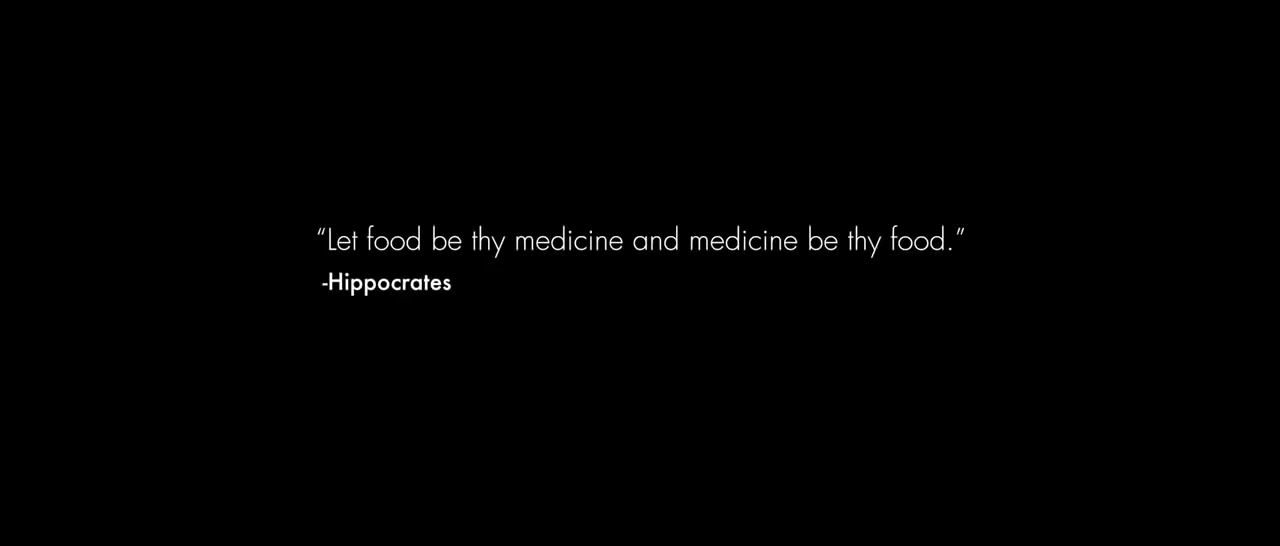 “Let food be thy medicine and medicine be thy food.”
-Hippocrates